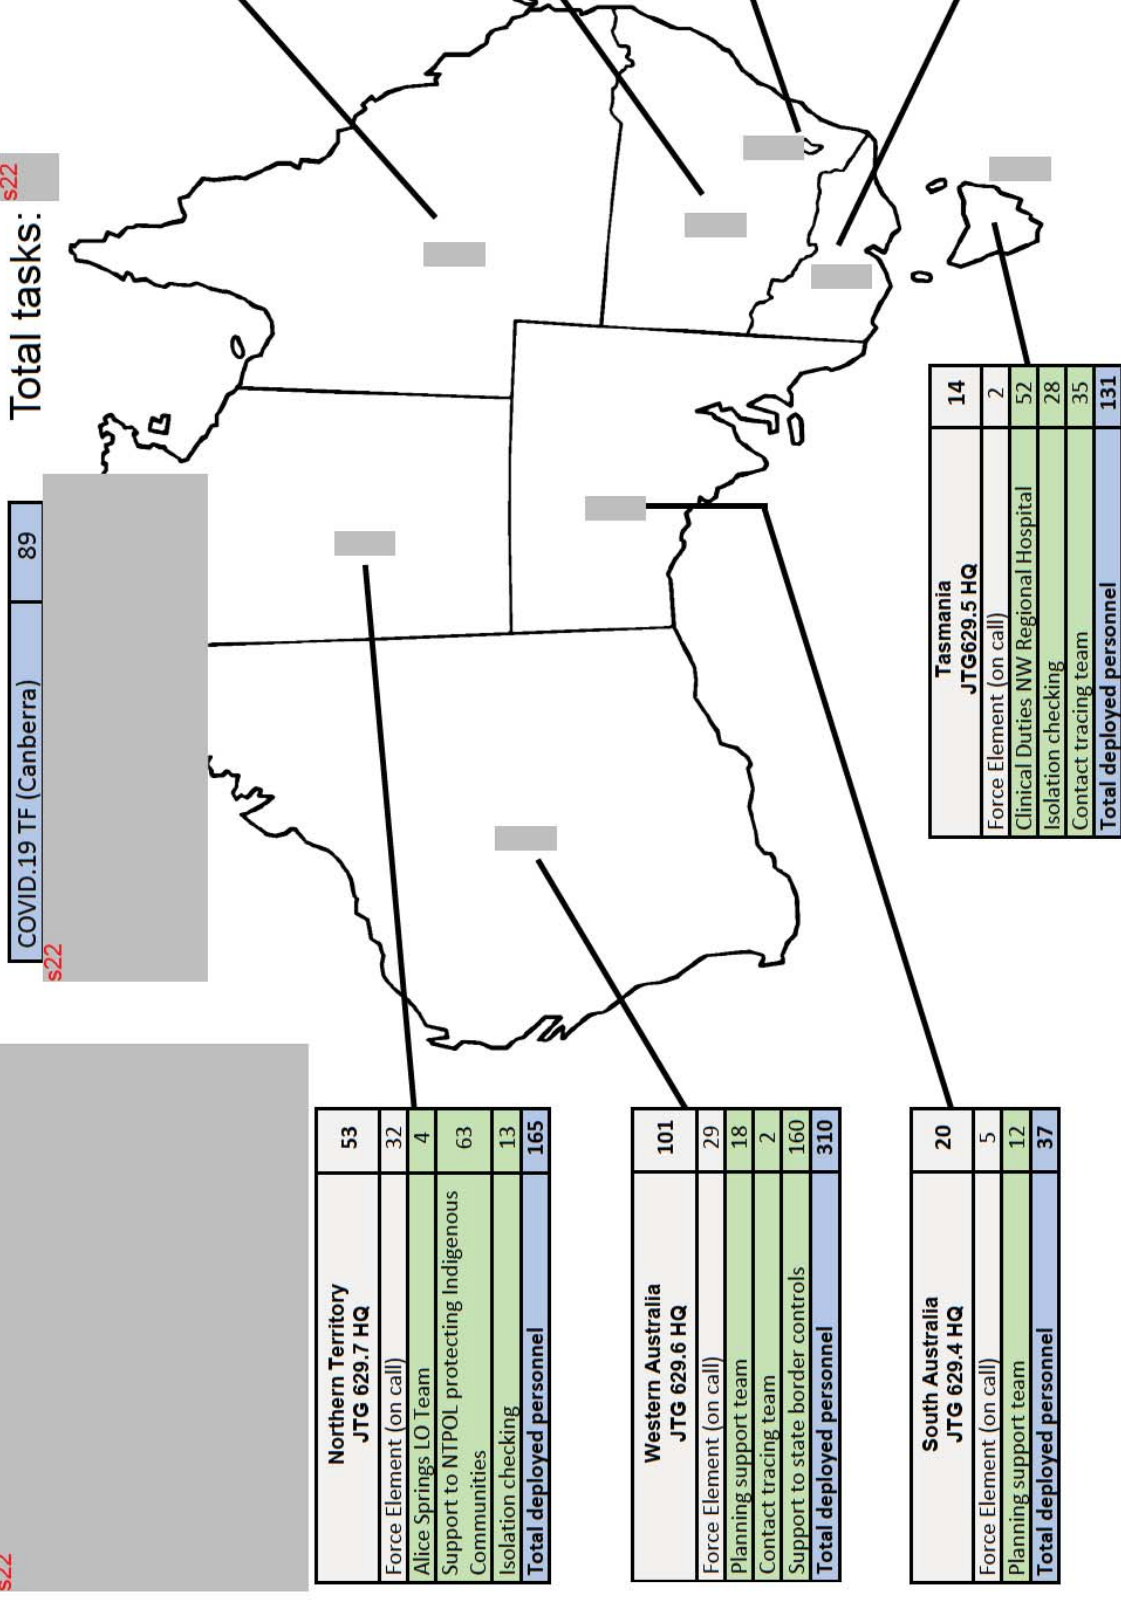 s22
COVID.19 TF (Canberra) 89
s22
Total tasks: s22
Northern Territory
JTG 629.7 HQ 53
Force Element (on call) 32
Alice Springs LO Team 4
Support to NTPOL protecting Indigenous
Communities 63
Isolation checking 13
Total deployed personnel 165
Western Australia
JTG 629.6 HQ 101
Force Element (on call) 29
Planning support team 18
Contact tracing team 2
Support to state border controls 160
Total deployed personnel 310
South Australia
JTG 629.4 HQ 20
Force Element (on call) 5
Planning support team 12
Total deployed personnel 37
Tasmania
JTG629.5 HQ 14
Force Element (on call) 2
Clinical Duties NW Regional Hospital 52
Isolation checking 28
Contact tracing team 35
Total deployed personnel 131